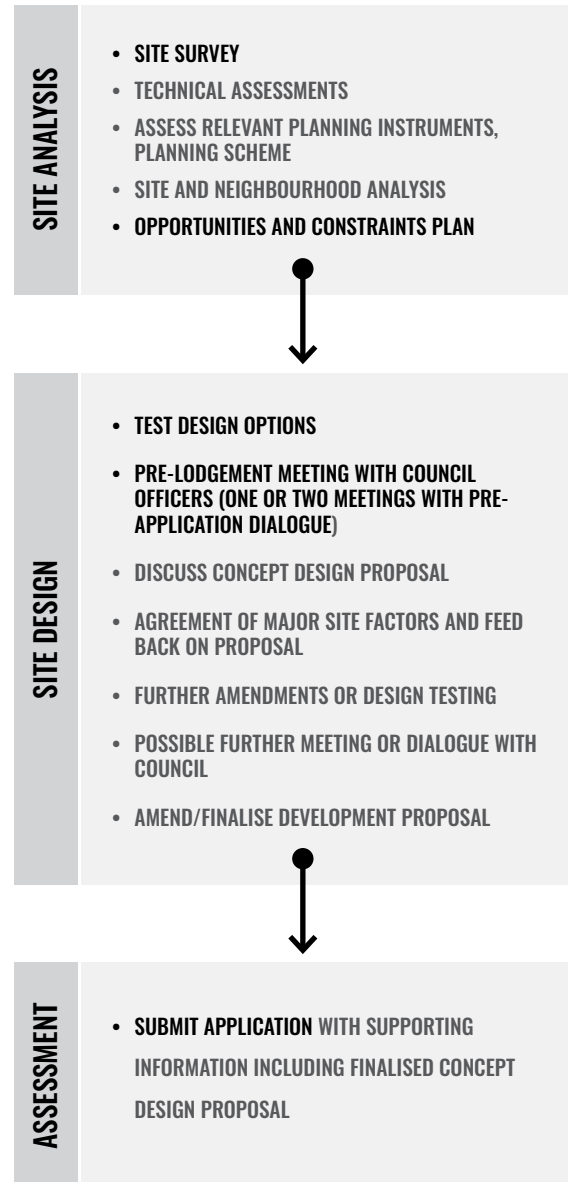 SITE ANALYSIS
• SITE SURVEY
• TECHNICAL ASSESSMENTS
• ASSESS RELEVANT PLANNING INSTRUMENTS,
PLANNING SCHEME
• SITE AND NEIGHBOURHOOD ANALYSIS
• OPPORTUNITIES AND CONSTRAINTS PLAN
SITE DESIGN
• TEST DESIGN OPTIONS
• PRE-LODGEMENT MEETING WITH COUNCIL
OFFICERS (ONE OR TWO MEETINGS WITH PRE-
APPLICATION DIALOGUE)
• DISCUSS CONCEPT DESIGN PROPOSAL
• AGREEMENT OF MAJOR SITE FACTORS AND FEED
BACK ON PROPOSAL
• FURTHER AMENDMENTS OR DESIGN TESTING
• POSSIBLE FURTHER MEETING OR DIALOGUE WITH
COUNCIL
• AMEND/FINALISE DEVELOPMENT PROPOSAL
ASSESSMENT
• SUBMIT APPLICATION WITH SUPPORTING
INFORMATION INCLUDING FINALISED CONCEPT
DESIGN PROPOSAL